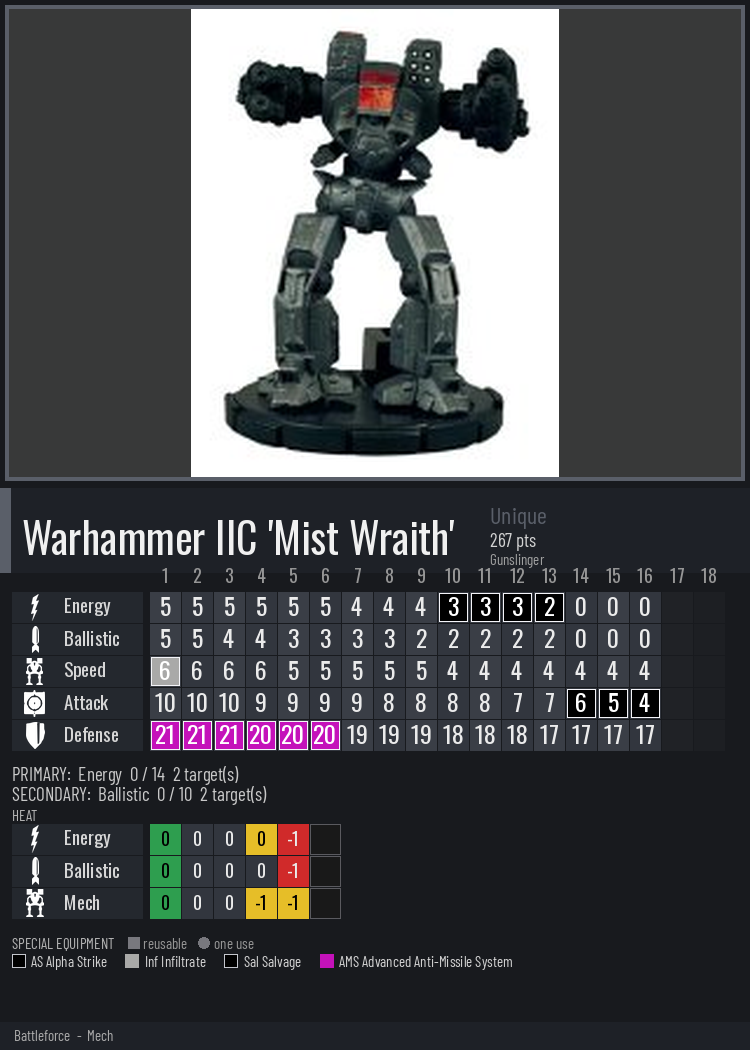 Warhammer IIC 'Mist Wraith'
Unique
267 pts
Gunslinger
1 2 3 4 5 6 7 8 9 10 11 12 13 14 15 16 17 18
Energy 5 5 5 5 5 5 4 4 4 3 3 3 2 0 0 0
Ballistic 5 5 4 4 3 3 3 3 2 2 2 2 2 0 0 0
Speed 6 6 6 6 5 5 5 5 5 4 4 4 4 4 4 4
Attack 10 10 10 9 9 9 9 8 8 8 8 7 7 6 5 4
Defense 21 21 21 20 20 20 19 19 19 18 18 18 17 17 17 17
PRIMARY: Energy 0 / 14 2 target(s)
SECONDARY: Ballistic 0 / 10 2 target(s)
HEAT
Energy 0 0 0 0 -1
Ballistic 0 0 0 0 -1
Mech 0 0 0 -1 -1
SPECIAL EQUIPMENT reusable one use
AS Alpha Strike Inf Infiltrate Sal Salvage AMS Advanced Anti-Missile System
Battleforce - Mech